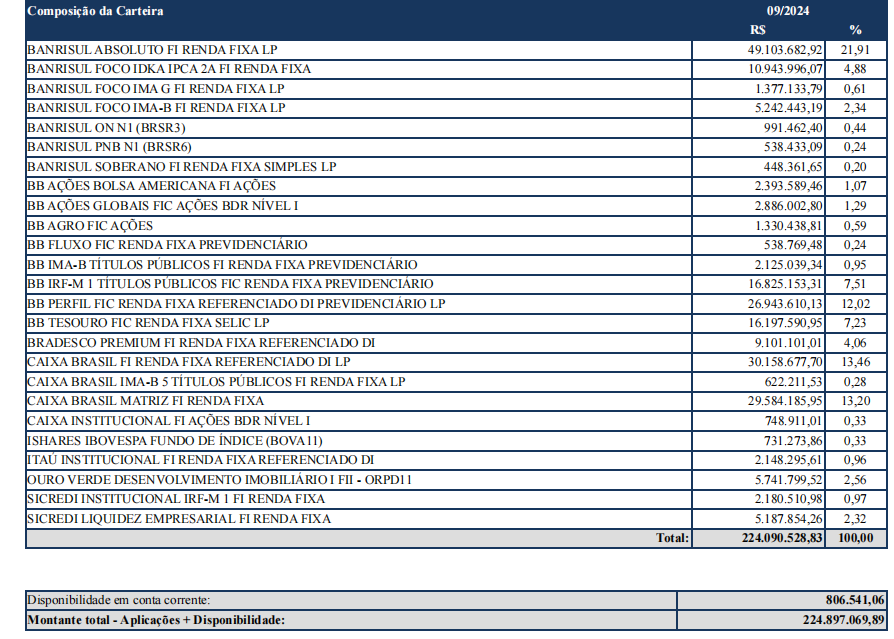 Composição da Carteira 09/2024
R$ %
BANRISUL ABSOLUTO FI RENDA FIXA LP 49.103.682,92 21,91
BANRISUL FOCO IDKA IPCA 2A FI RENDA FIXA 10.943.996,07 4,88
BANRISUL FOCO IMA G FI RENDA FIXA LP 1.377.133,79 0,61
BANRISUL FOCO IMA-B FI RENDA FIXA LP 5.242.443,19 2,34
BANRISUL ON N1 (BRSR3) 991.462,40 0,44
BANRISUL PNB N1 (BRSR6) 538.433,09 0,24
BANRISUL SOBERANO FI RENDA FIXA SIMPLES LP 448.361,65 0,20
BB AÇÕES BOLSA AMERICANA FI AÇÕES 2.393.589,46 1,07
BB AÇÕES GLOBAIS FIC AÇÕES BDR NÍVEL I 2.886.002,80 1,29
BB AGRO FIC AÇÕES 1.330.438,81 0,59
BB FLUXO FIC RENDA FIXA PREVIDENCIÁRIO 538.769,48 0,24
BB IMA-B TÍTULOS PÚBLICOS FI RENDA FIXA PREVIDENCIÁRIO 2.125.039,34 0,95
BB IRF-M 1 TÍTULOS PÚBLICOS FIC RENDA FIXA PREVIDENCIÁRIO 16.825.153,31 7,51
BB PERFIL FIC RENDA FIXA REFERENCIADO DI PREVIDENCIÁRIO LP 26.943.610,13 12,02
BB TESOURO FIC RENDA FIXA SELIC LP 16.197.590,95 7,23
BRADESCO PREMIUM FI RENDA FIXA REFERENCIADO DI 9.101.101,01 4,06
CAIXA BRASIL FI RENDA FIXA REFERENCIADO DI LP 30.158.677,70 13,46
CAIXA BRASIL IMA-B 5 TÍTULOS PÚBLICOS FI RENDA FIXA LP 622.211,53 0,28
CAIXA BRASIL MATRIZ FI RENDA FIXA 29.584.185,95 13,20
CAIXA INSTITUCIONAL FI AÇÕES BDR NÍVEL I 748.911,01 0,33
ISHARES IBOVESPA FUNDO DE ÍNDICE (BOVA11) 731.273,86 0,33
ITAÚ INSTITUCIONAL FI RENDA FIXA REFERENCIADO DI 2.148.295,61 0,96
OURO VERDE DESENVOLVIMENTO IMOBILIÁRIO I FII - ORPD11 5.741.799,52 2,56
SICREDI INSTITUCIONAL IRF-M 1 FI RENDA FIXA 2.180.510,98 0,97
SICREDI LIQUIDEZ EMPRESARIAL FI RENDA FIXA 5.187.854,26 2,32
Total: 224.090.528,83 100,00
Disponibilidade em conta corrente: 806.541,06
Montante total - Aplicações + Disponibilidade: 224.897.069,89